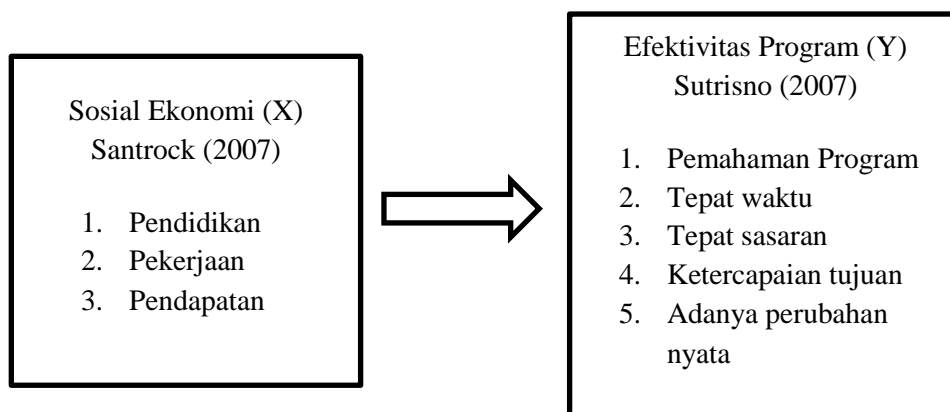 Sosial Ekonomi (X)
Santrock (2007)
1. Pendidikan
2. Pekerjaan
3. Pendapatan
Efektivitas Program (Y)
Sutrisno (2007)
1. Pemahaman Program
2. Tepat waktu
3. Tepat sasaran
4. Ketercapaian tujuan
5. Adanya perubahan
nyata